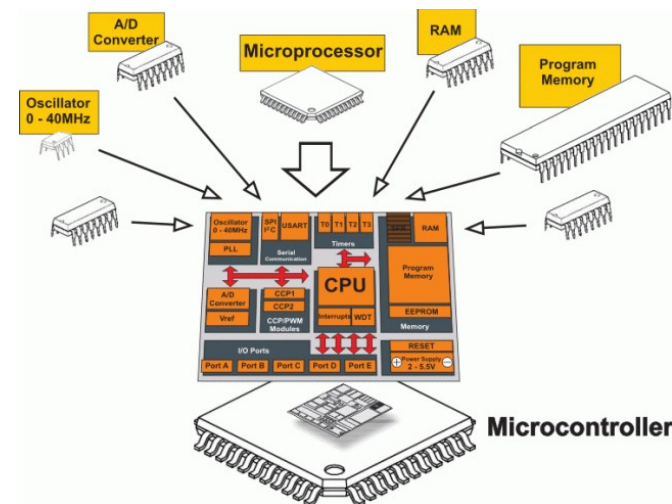 A/D
Converter
Microprocessor
RAM
Program
Memory
Oscillator
0 - 40MHz
Oscillator
0 - 40MHz
PLL
SPI
I²C
USART
Serial
Communication
T0
T1
T2
T3
Timers
RAM
Program
Memory
EEPROM
Memory
A/D
Converter
Vref
CCP1
CCP2
CCP/PWM
Modules
CPU
Interrupts
WDT
I/O Ports
Port A
Port B
Port C
Port D
Port E
RESET
Power Supply
2 - 5.5V
Microcontroller